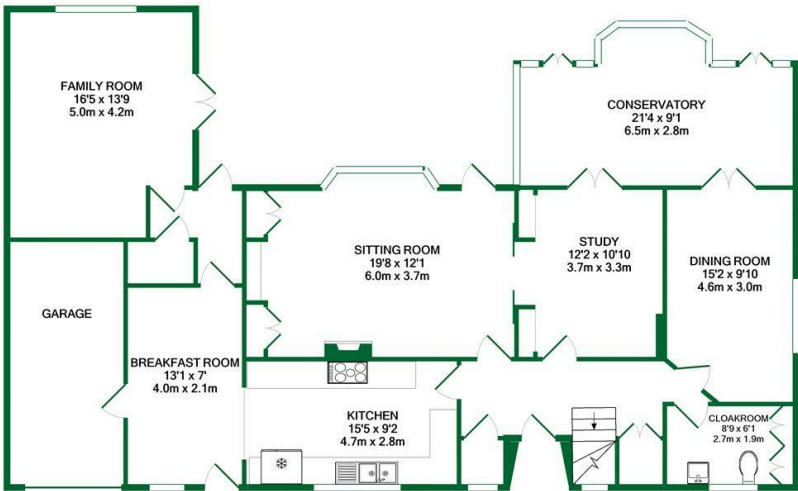 FAMILY ROOM
16'5 x 13'9
5.0m x 4.2m
CONSERVATORY
21'4 x 9'1
6.5m x 2.8m
SITTING ROOM
19'8 x 12'1
6.0m x 3.7m
STUDY
12'2 x 10'10
3.7m x 3.3m
DINING ROOM
15'2 x 9'10
4.6m x 3.0m
GARAGE
BREAKFAST ROOM
13'1 x 7'
4.0m x 2.1m
KITCHEN
15'5 x 9'2
4.7m x 2.8m
CLOAKROOM
8'9 x 6'1
2.7m x 1.9m